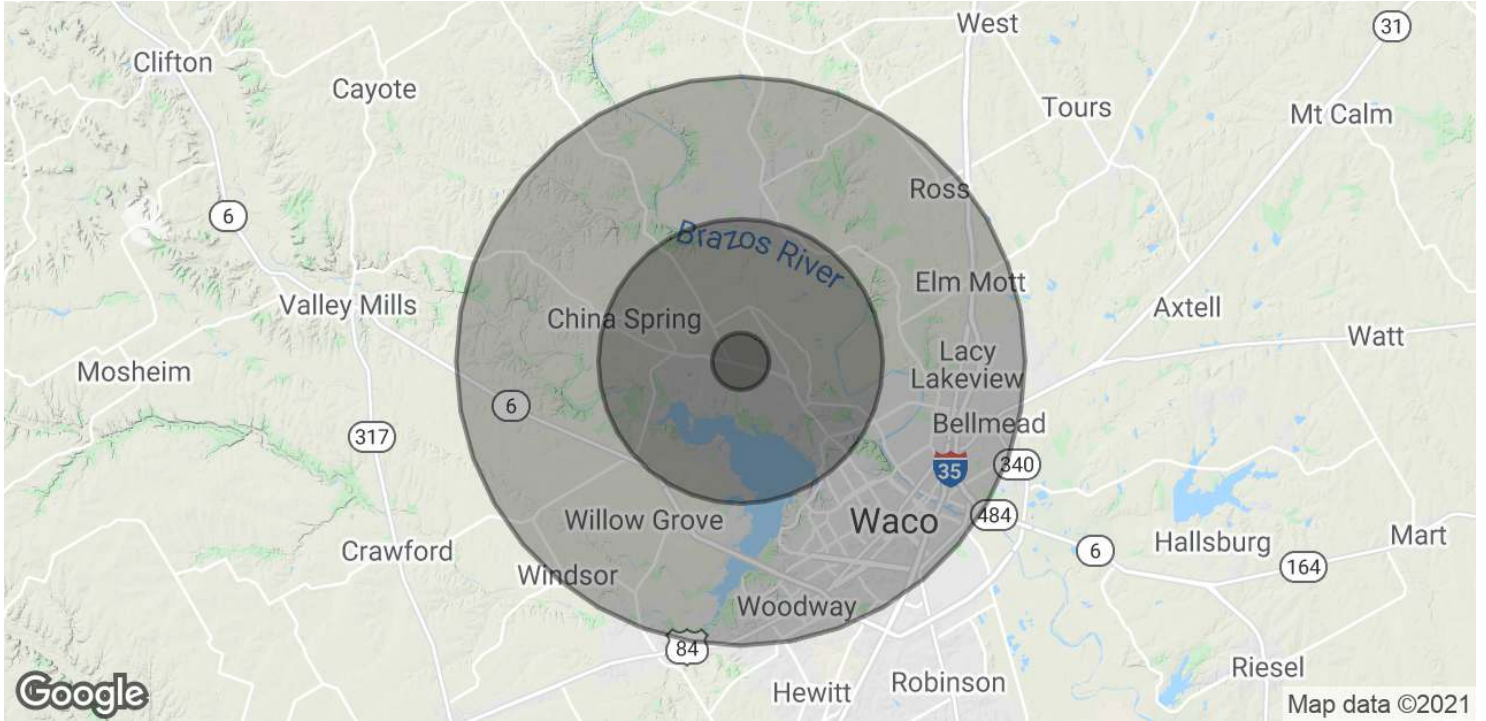 West
31
Clifton
Cayote
Tours
Mt Calm
Ross
6
Brazos River
Elm Mott
Valley Mills
China Spring
Axtell
Watt
Lacy
Lakeview
Mosheim
6
Bellmead
317
35
340
Willow Grove
Waco
484
6
Hallsburg
Mart
Crawford
164
Windsor
Woodway
84
Riesel
Hewitt
Robinson
Google
Map data ©2021